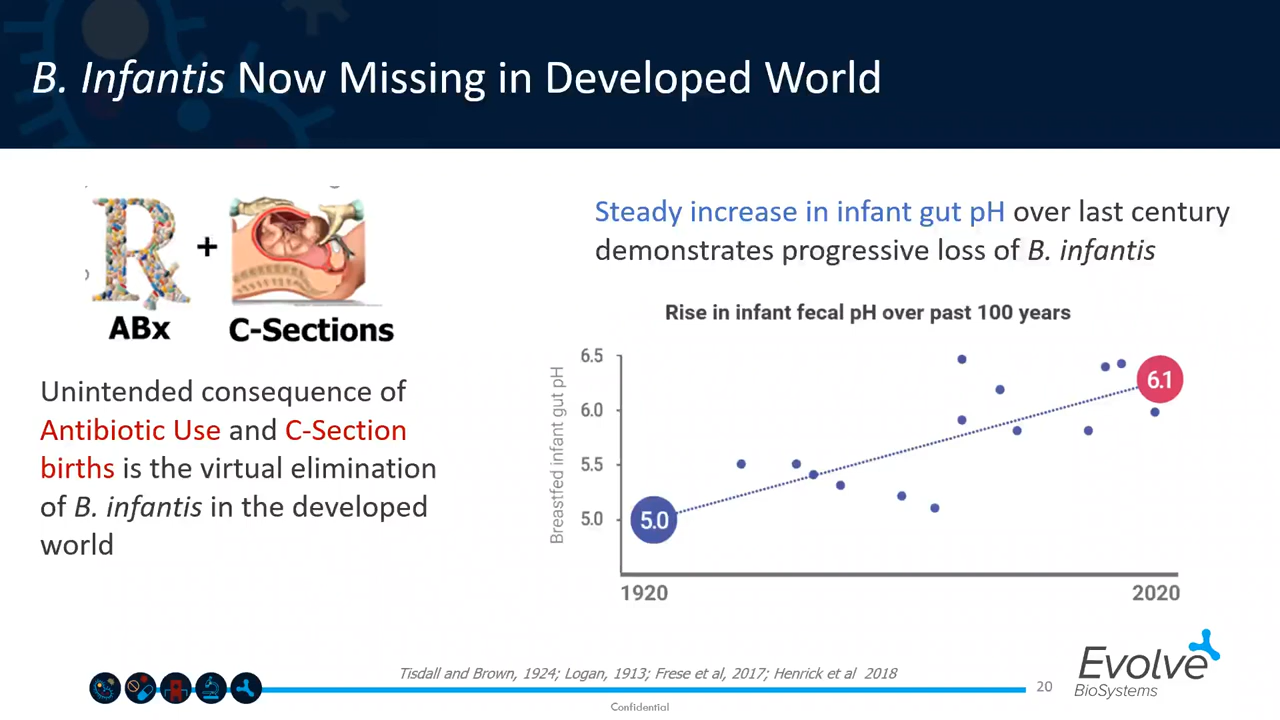 B. Infantis Now Missing in Developed World
+
ABx
C-Sections
Unintended consequence of
Antibiotic Use and C-Section
births is the virtual elimination
of B. infantis in the developed
world
Steady increase in infant gut pH over last century
demonstrates progressive loss of B. infantis
Rise in infant fecal pH over past 100 years
Breastfed infant gut pH
6.5
6.0
5.5
5.0
5.0
6.1
1920
2020
Tisdall and Brown, 1924; Logan, 1913; Frese et al, 2017; Henrick et al 2018
Confidential
20
Evolve
BioSystems